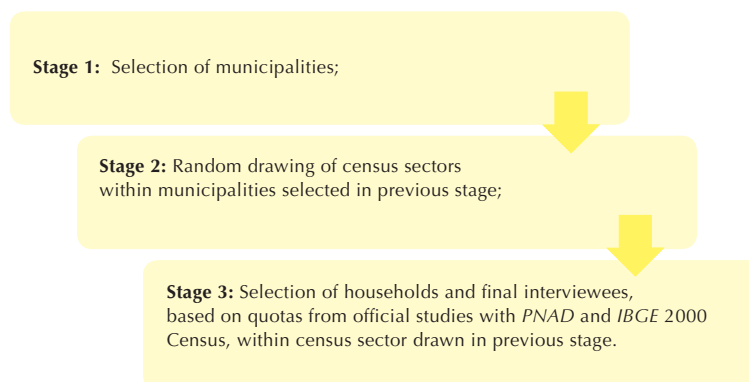 Stage 1: Selection of municipalities;
Stage 2: Random drawing of census sectors
within municipalities selected in previous stage;
Stage 3: Selection of households and final interviewees,
based on quotas from official studies with PNAD and IBGE 2000
Census, within census sector drawn in previous stage.